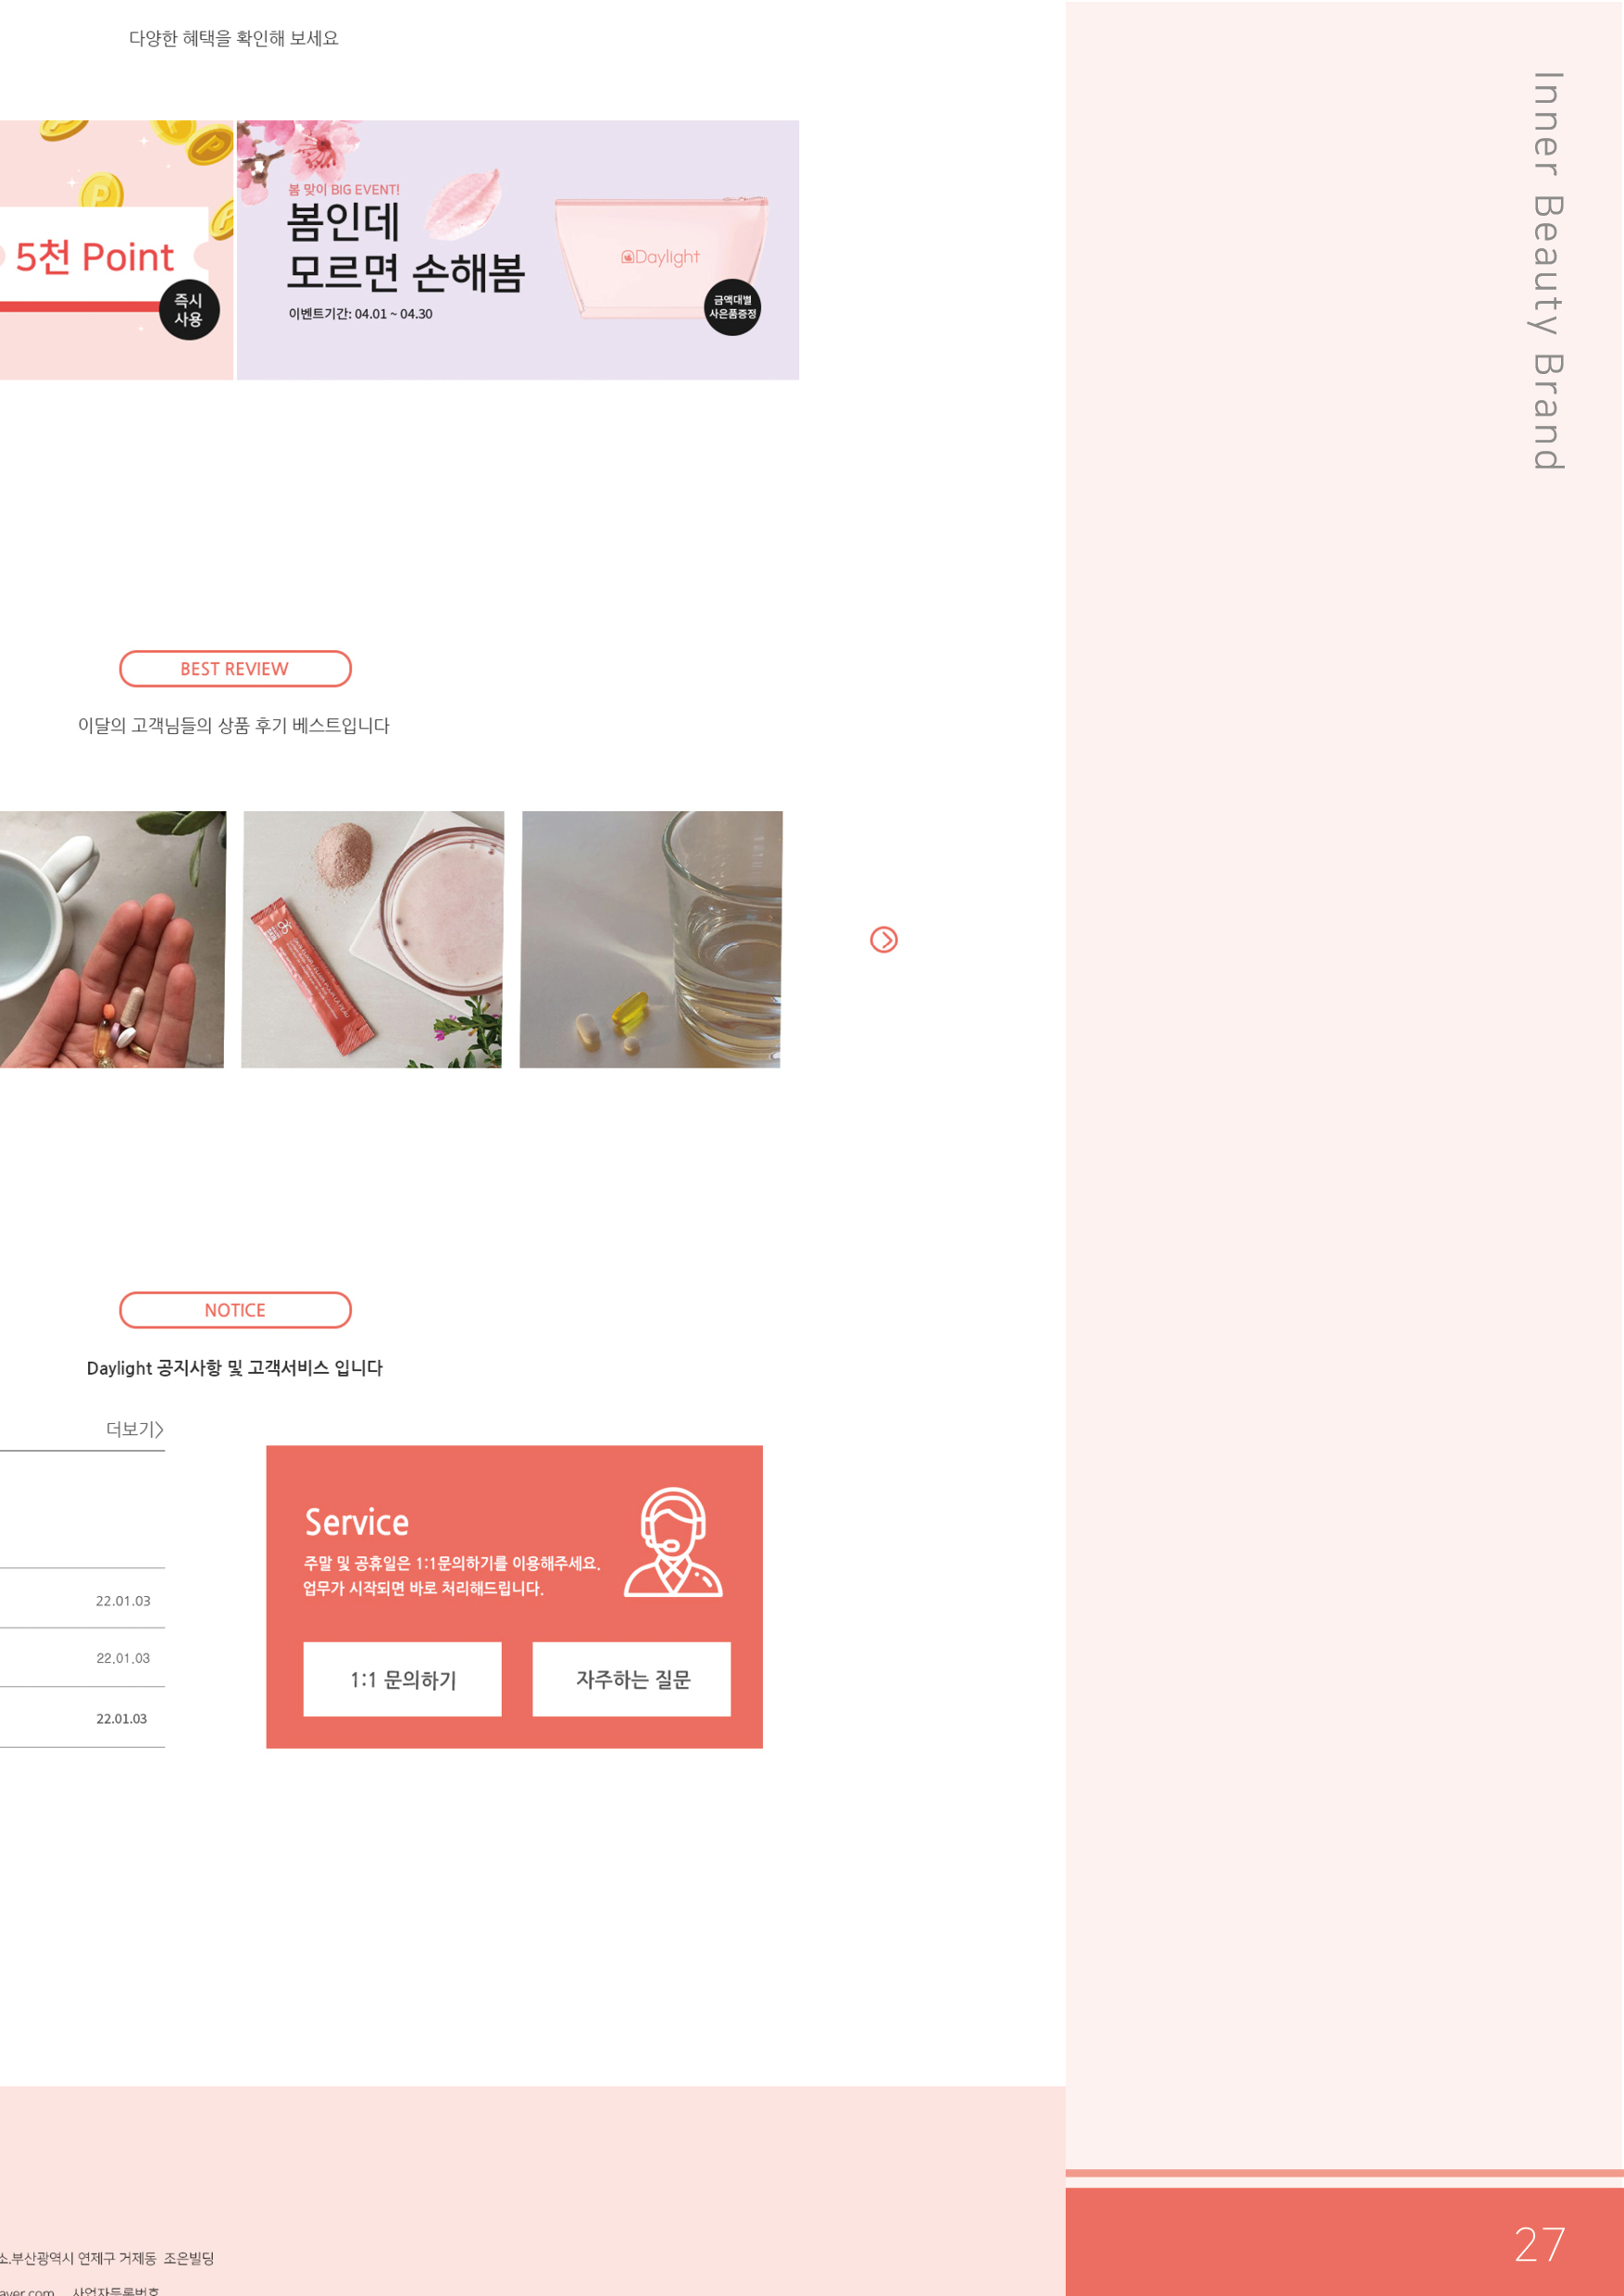 다양한 혜택을 확인해 보세요
5천 Point
즉시
사용
봄 맞이 BIG EVENT!
봄인데
모르면 손해봄
이벤트기간: 04.01 ~ 04.30
Daylight
금액대별
사은품증정
Inner Beauty Brand
BEST REVIEW
이달의 고객님들의 상품 후기 베스트입니다
NOTICE
Daylight 공지사항 및 고객서비스 입니다
더보기>
22.01.03
22.01.03
22.01.03
Service
주말 및 공휴일은 1:1문의하기를 이용해주세요.
업무가 시작되면 바로 처리해드립니다.
1:1 문의하기
자주하는 질문
소.부산광역시 연제구 거제동 조은빌딩
aver.com 사업자등록번호
27